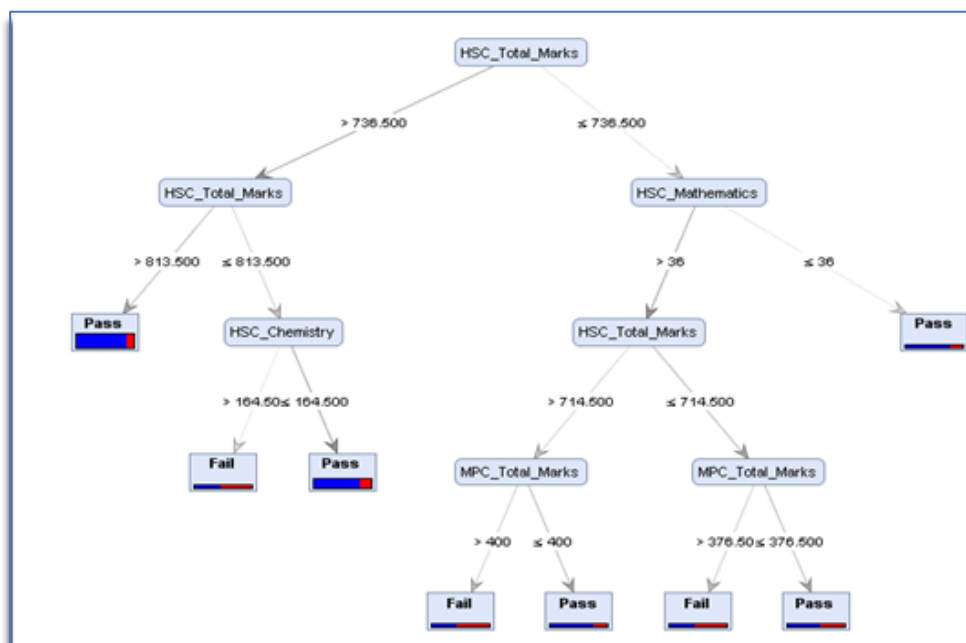 HSC_Total_Marks
> 736.500 ≤ 736.500
HSC_Total_Marks HSC_Mathematics
> 813.500 ≤ 813.500 > 36 ≤ 36
Pass HSC_Chemistry HSC_Total_Marks Pass
> 164.50 ≤ 164.500 > 714.500 ≤ 714.500
Fail Pass MPC_Total_Marks MPC_Total_Marks
> 400 ≤ 400 > 376.50 ≤ 376.500
Fail Pass Fail Pass